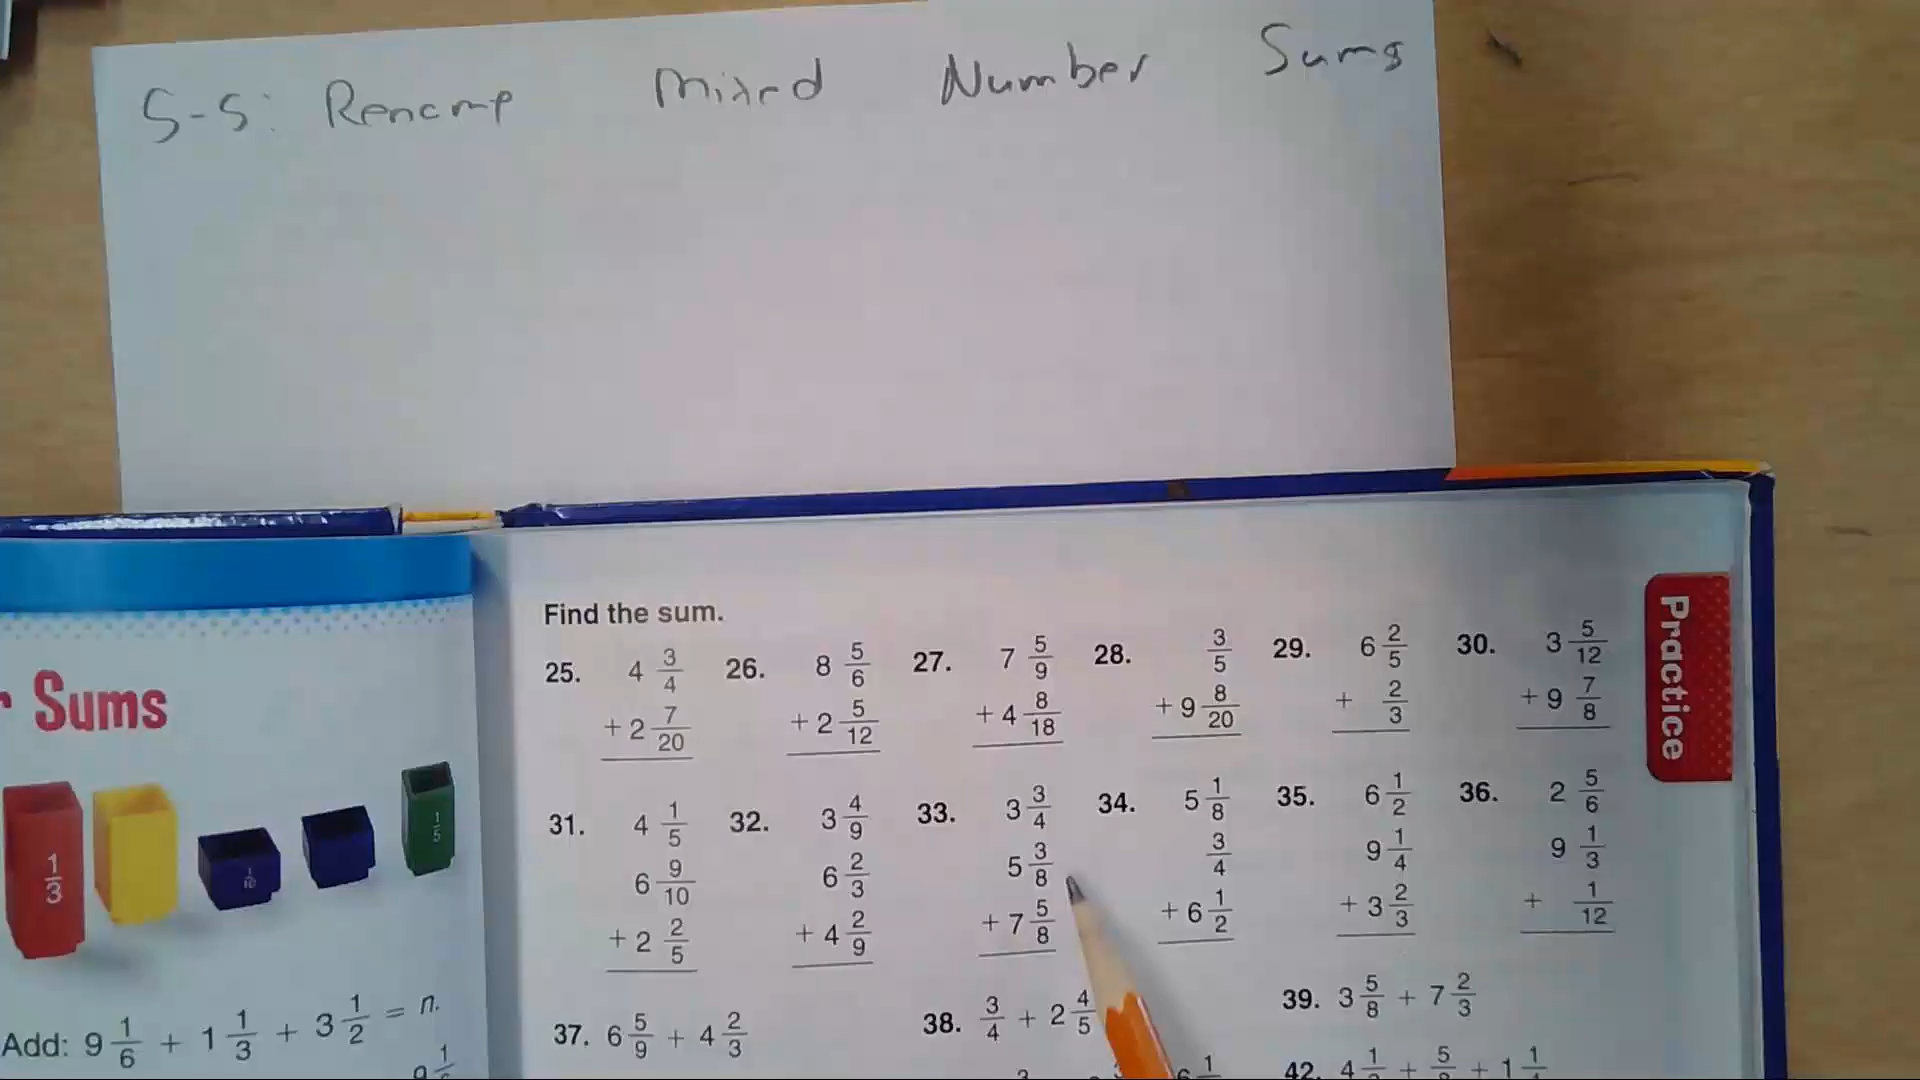 5-5: Rename Mixed Number Sums
Find the sum.
Practice
25. 4 3/4 + 2 7/20
26. 8 5/6 + 2 5/12
27. 7 5/9 + 4 8/18
28. 3/5 + 9 8/20
29. 6 2/5 + 2/3
30. 3 5/12 + 9 7/8
31. 4 1/5 6 9/10 + 2 2/5
32. 3 4/9 6 2/3 + 4 2/9
33. 3 3/4 5 3/8 + 7 5/8
34. 5 1/8 3/4 + 6 1/2
35. 6 1/2 9 1/4 + 3 2/3
36. 2 5/6 9 1/3 + 1/12
37. 6 5/9 + 4 2/3
38. 3/4 + 2 4/5
39. 3 5/8 + 7 2/3
Sums
1/3
1/10
1/5
Add: 9 1/6 + 1 1/3 + 3 1/2 = n.
42.